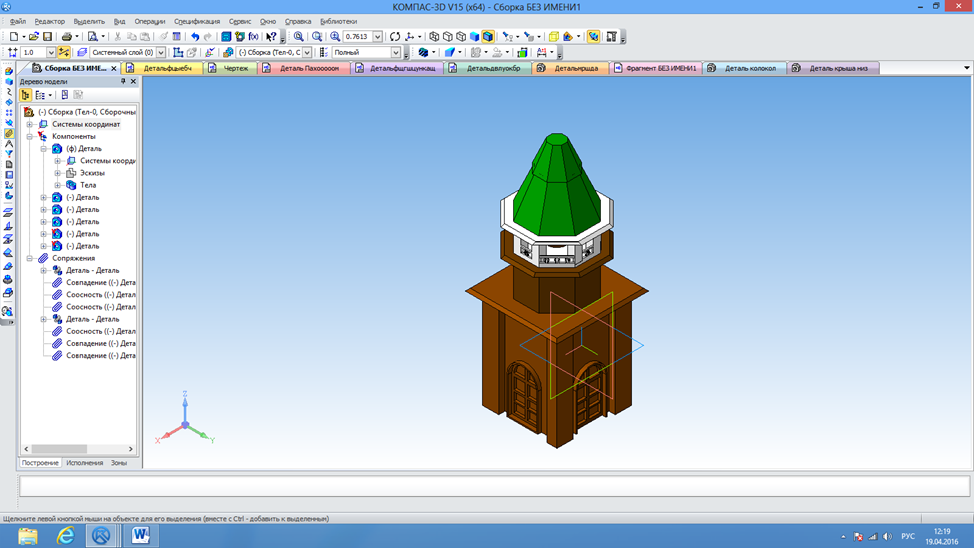 КОМПАС-3D V15 (x64) - Сборка БЕЗ ИМЕНИ1
Файл Редактор Выделить Вид Операции Спецификация Сервис Окно Справка Библиотеки
0.7613
1.0 Системный слой (0) (-) Сборка (Тел-0, С Полный
Сборка БЕЗ ИМЕ... Детальфцыебч Чертеж Деталь Пахооооом Детальфшгщцункащ Детальдвлуокбр Детальнрщда Фрагмент БЕЗ ИМЕНИ1 Деталь колокол Деталь крыша низ
Дерево модели
(-) Сборка (Тел-0, Сборочны
Системы координат
Компоненты
(ф) Деталь
Системы коорди
Эскизы
Тела
(-) Деталь
(-) Деталь
(-) Деталь
(-) Деталь
(-) Деталь
Сопряжения
Деталь - Деталь
Совпадение ((-) Детал
Соосность ((-) Детал
Соосность ((-) Детал
Деталь - Деталь
Соосность ((-) Детал
Совпадение ((-) Дета
Совпадение ((-) Дета
Z
X
Y
Построение Исполнения Зоны
Щелкните левой кнопкой мыши на объекте для его выделения (вместе с Ctrl - добавить к выделенным)
РУС
12:19
19.04.2016